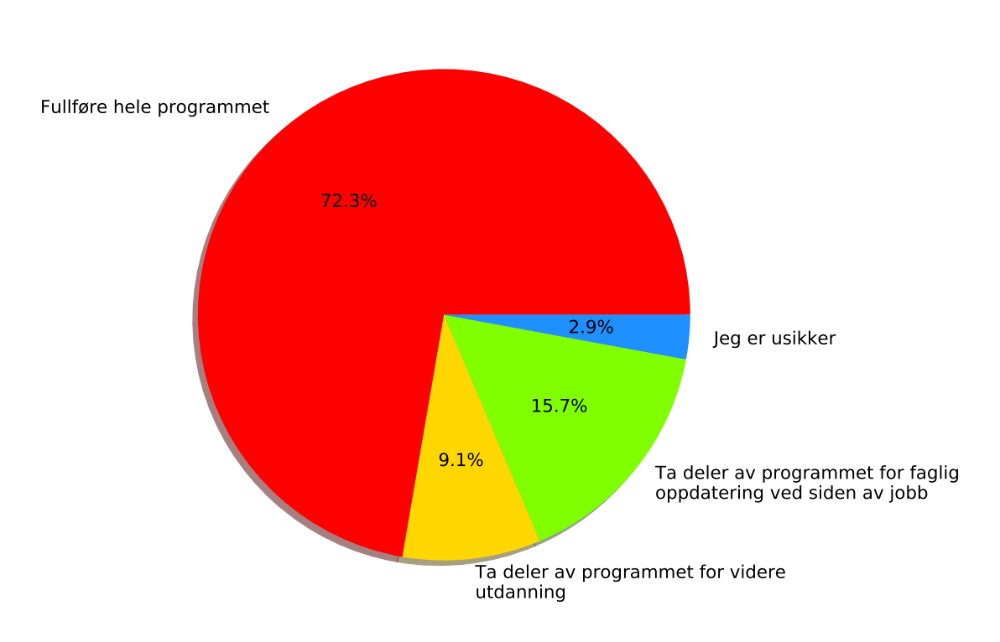 Fullføre hele programmet
72.3%
2.9%
Jeg er usikker
15.7%
9.1%
Ta deler av programmet for faglig
oppdatering ved siden av jobb
Ta deler av programmet for videre
utdanning